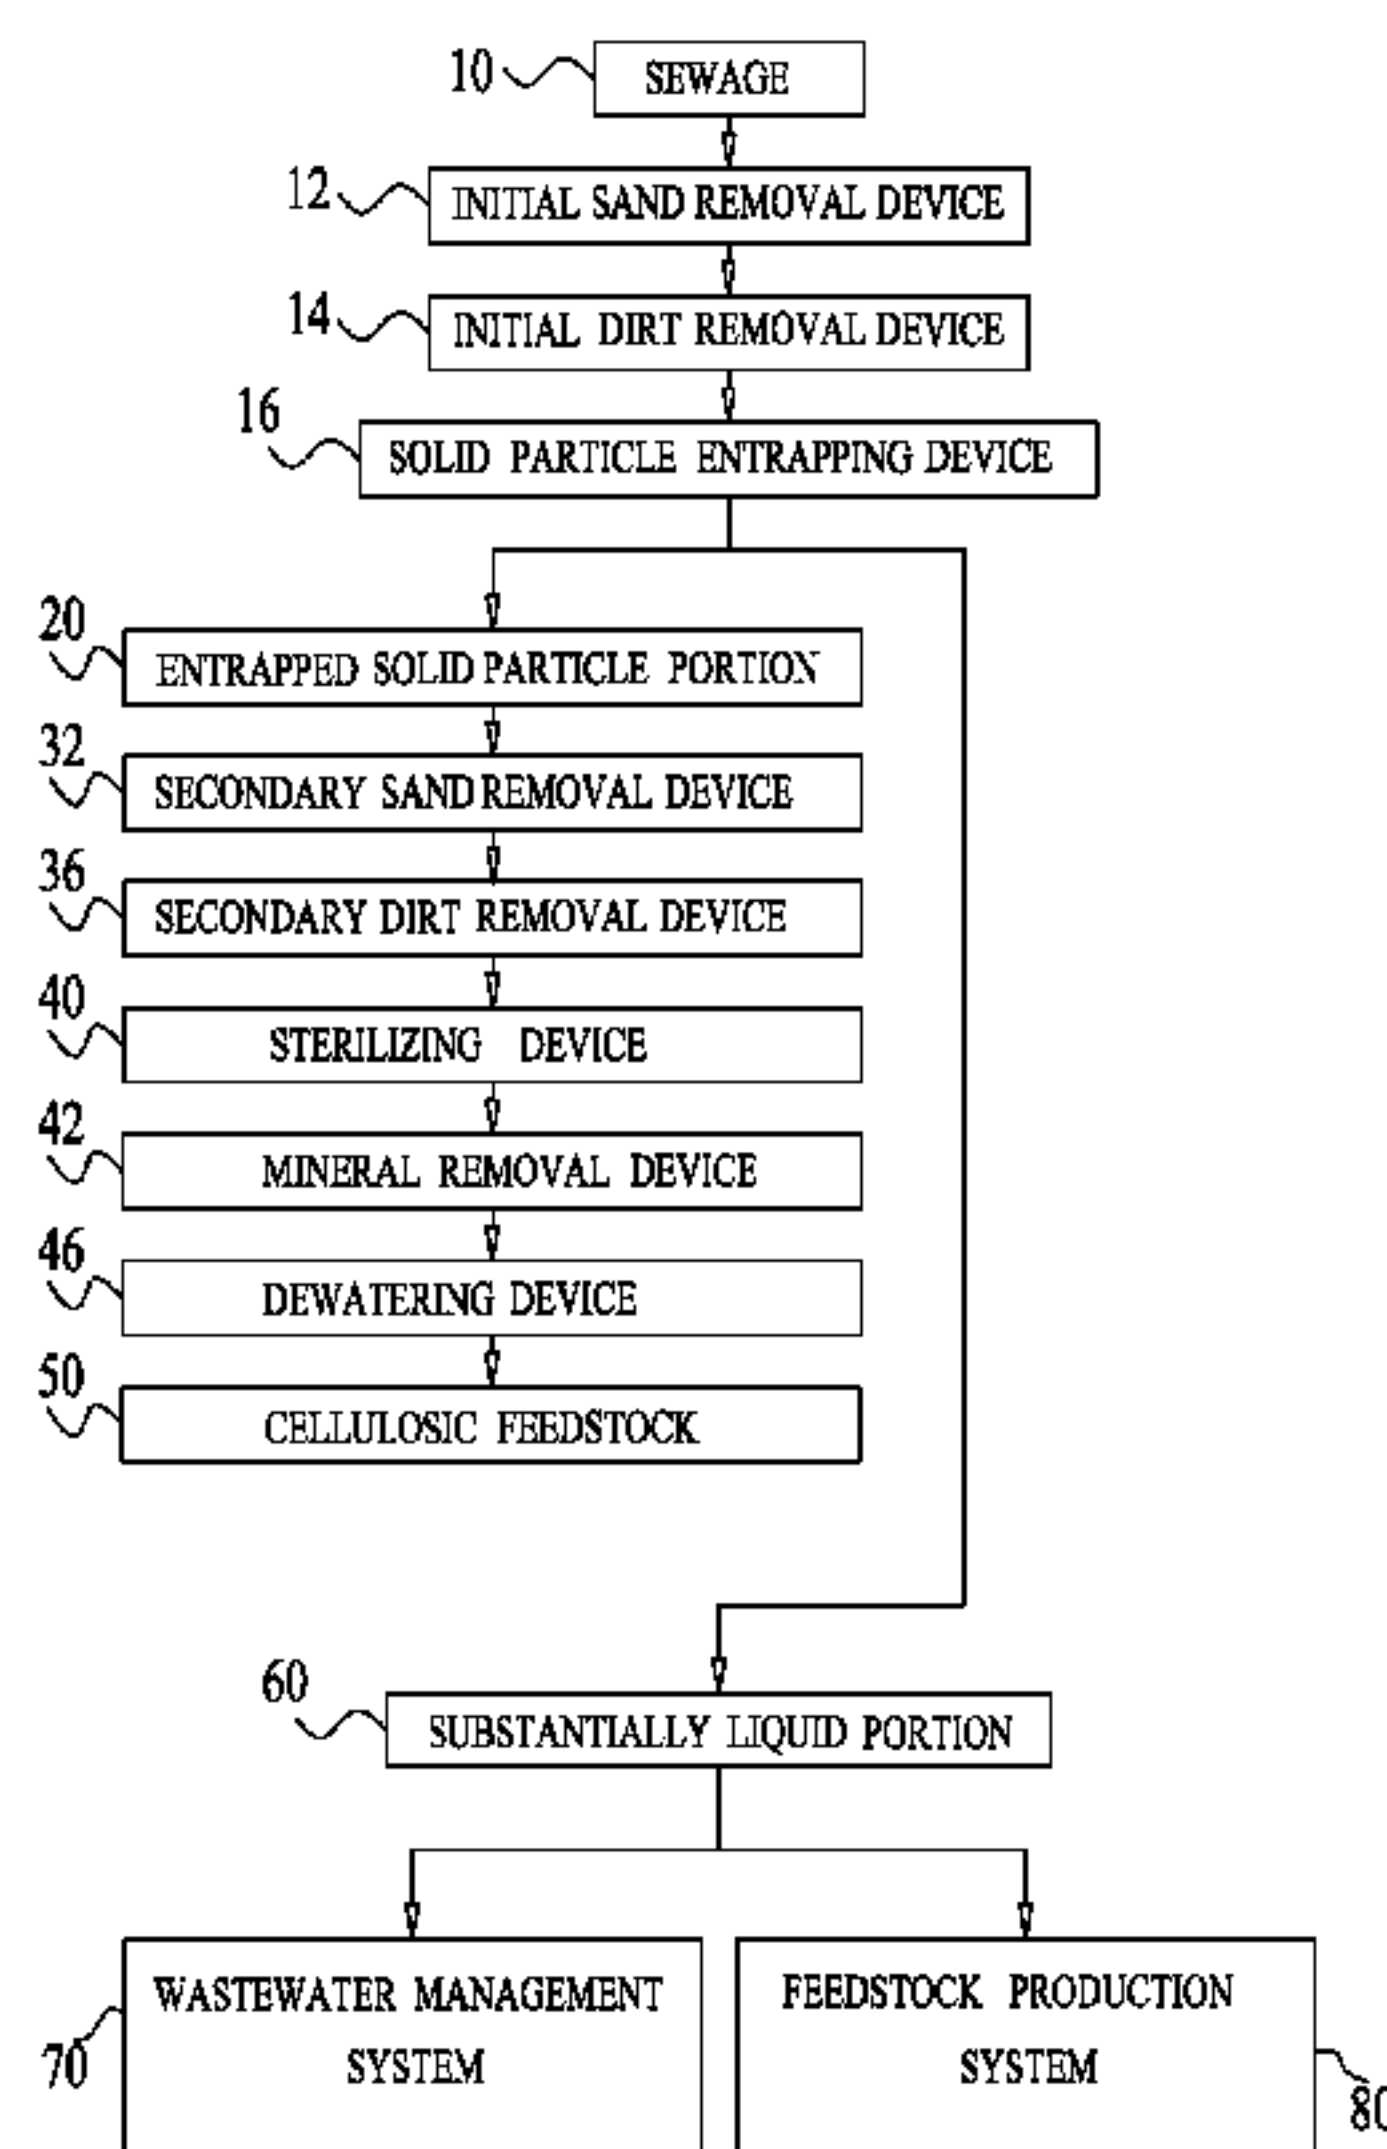 10 SEWAGE
12 INITIAL SAND REMOVAL DEVICE
14 INITIAL DIRT REMOVAL DEVICE
16 SOLID PARTICLE ENTRAPPING DEVICE
20 ENTRAPPED SOLID PARTICLE PORTION
32 SECONDARY SAND REMOVAL DEVICE
36 SECONDARY DIRT REMOVAL DEVICE
40 STERILIZING DEVICE
42 MINERAL REMOVAL DEVICE
46 DEWATERING DEVICE
50 CELLULOSIC FEEDSTOCK
60 SUBSTANTIALLY LIQUID PORTION
70 WASTEWATER MANAGEMENT
SYSTEM
FEEDSTOCK PRODUCTION
SYSTEM 80